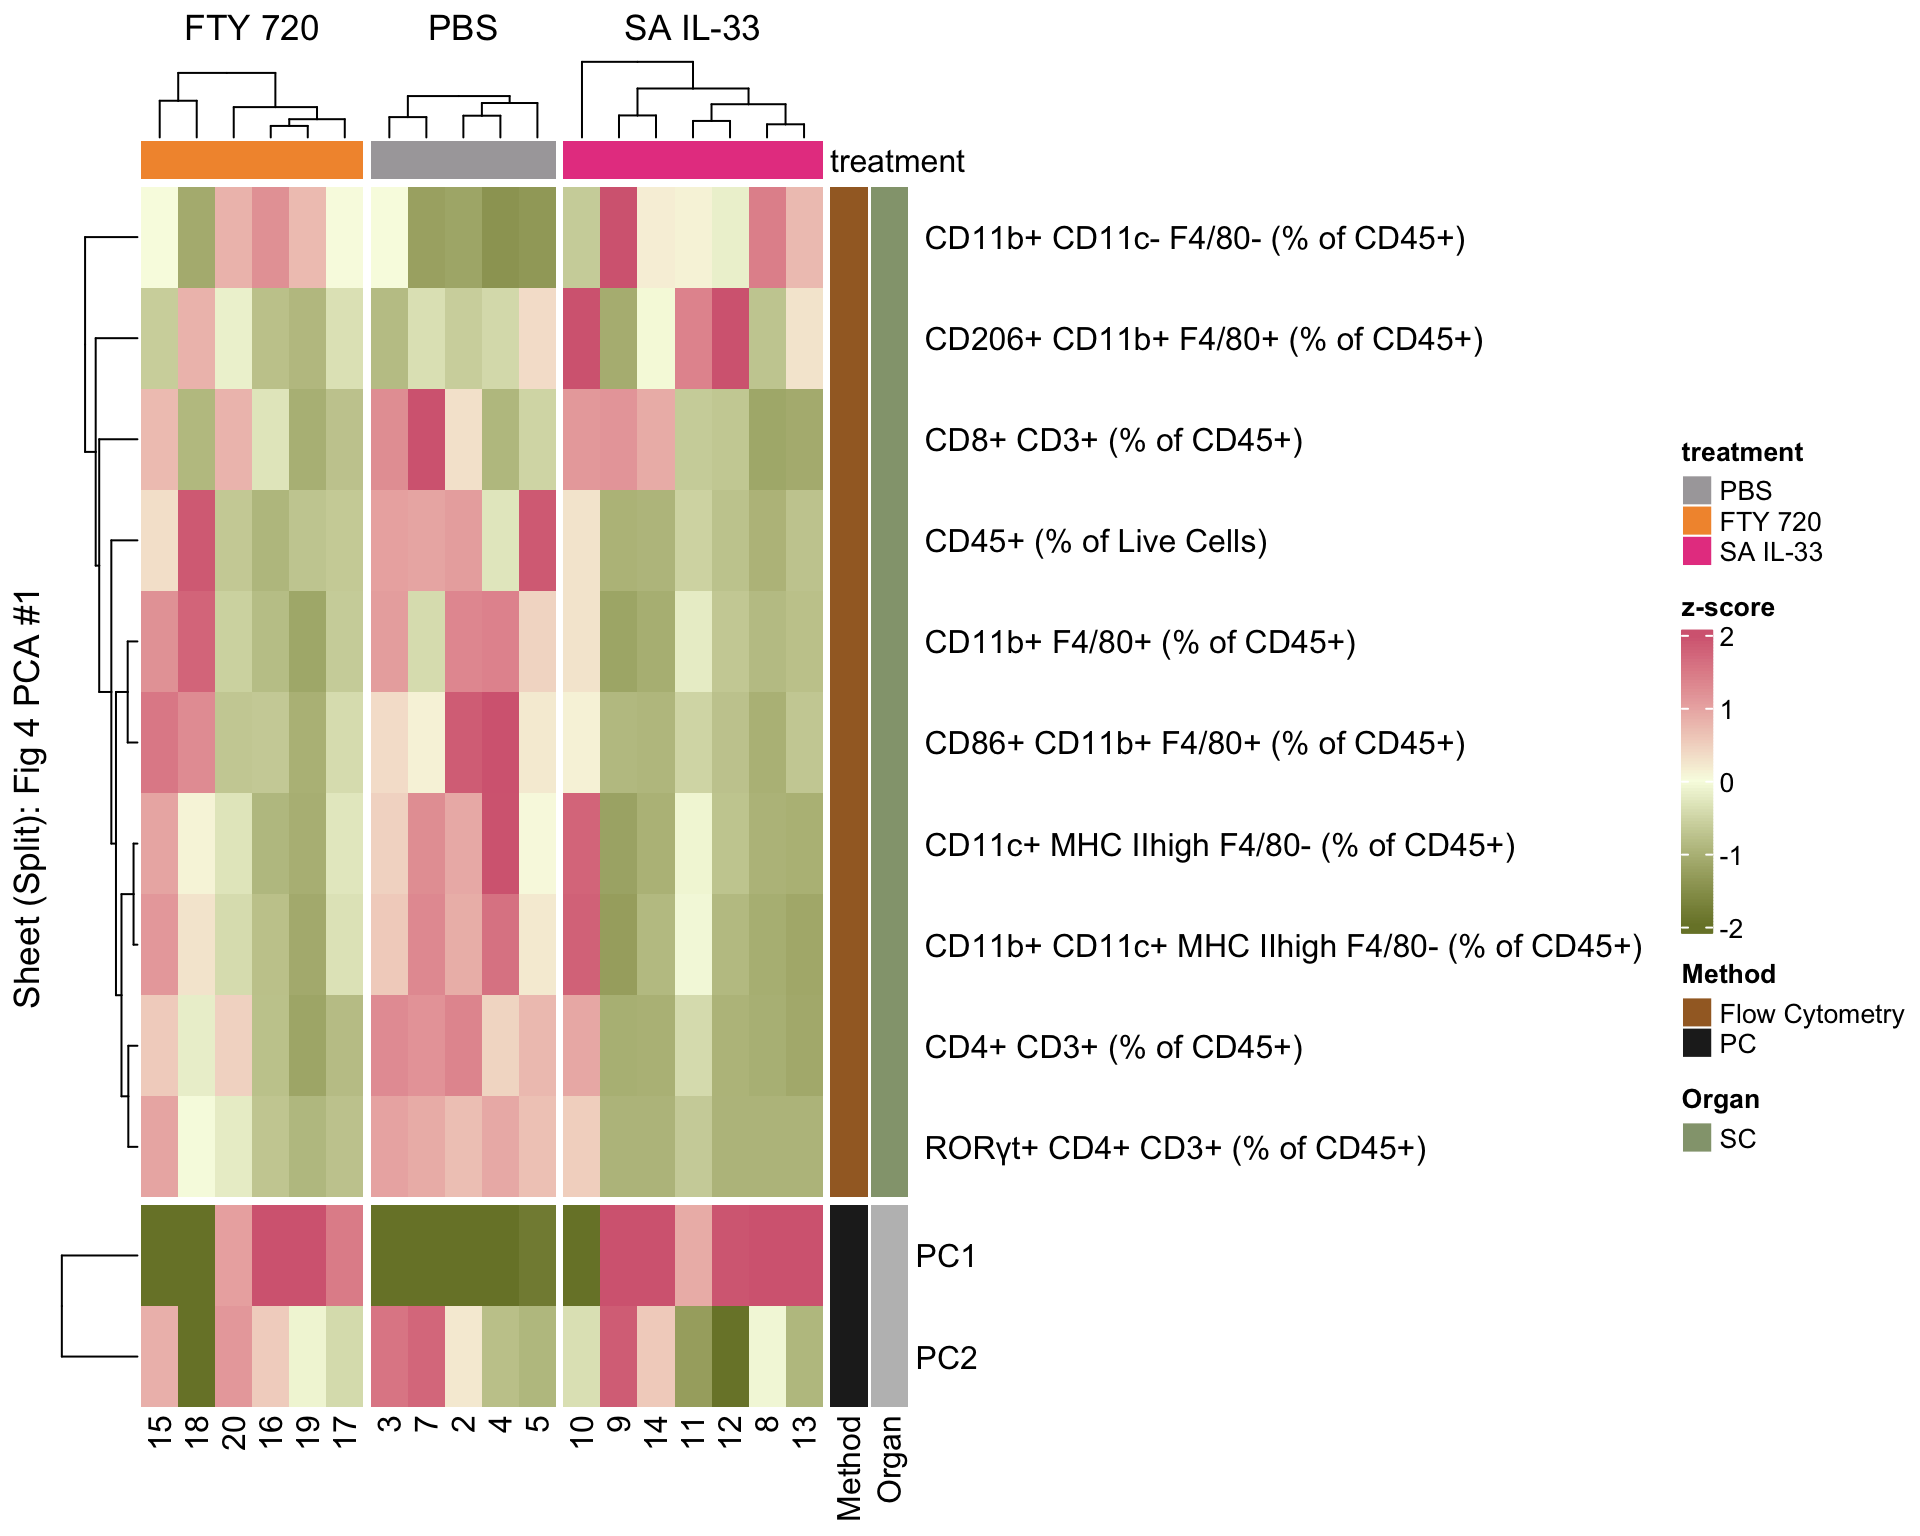 FTY 720
PBS
SA IL-33
treatment
CD11b+ CD11c- F4/80- (% of CD45+)
CD206+ CD11b+ F4/80+ (% of CD45+)
CD8+ CD3+ (% of CD45+)
CD45+ (% of Live Cells)
CD11b+ F4/80+ (% of CD45+)
CD86+ CD11b+ F4/80+ (% of CD45+)
CD11c+ MHC IIhigh F4/80- (% of CD45+)
CD11b+ CD11c+ MHC IIhigh F4/80- (% of CD45+)
CD4+ CD3+ (% of CD45+)
RORγt+ CD4+ CD3+ (% of CD45+)
PC1
PC2
Sheet (Split): Fig 4 PCA #1
15
18
20
16
19
17
3
7
2
4
5
10
9
14
11
12
8
13
Method
Organ
treatment
PBS
FTY 720
SA IL-33
z-score
2
1
0
-1
-2
Method
Flow Cytometry
PC
Organ
SC